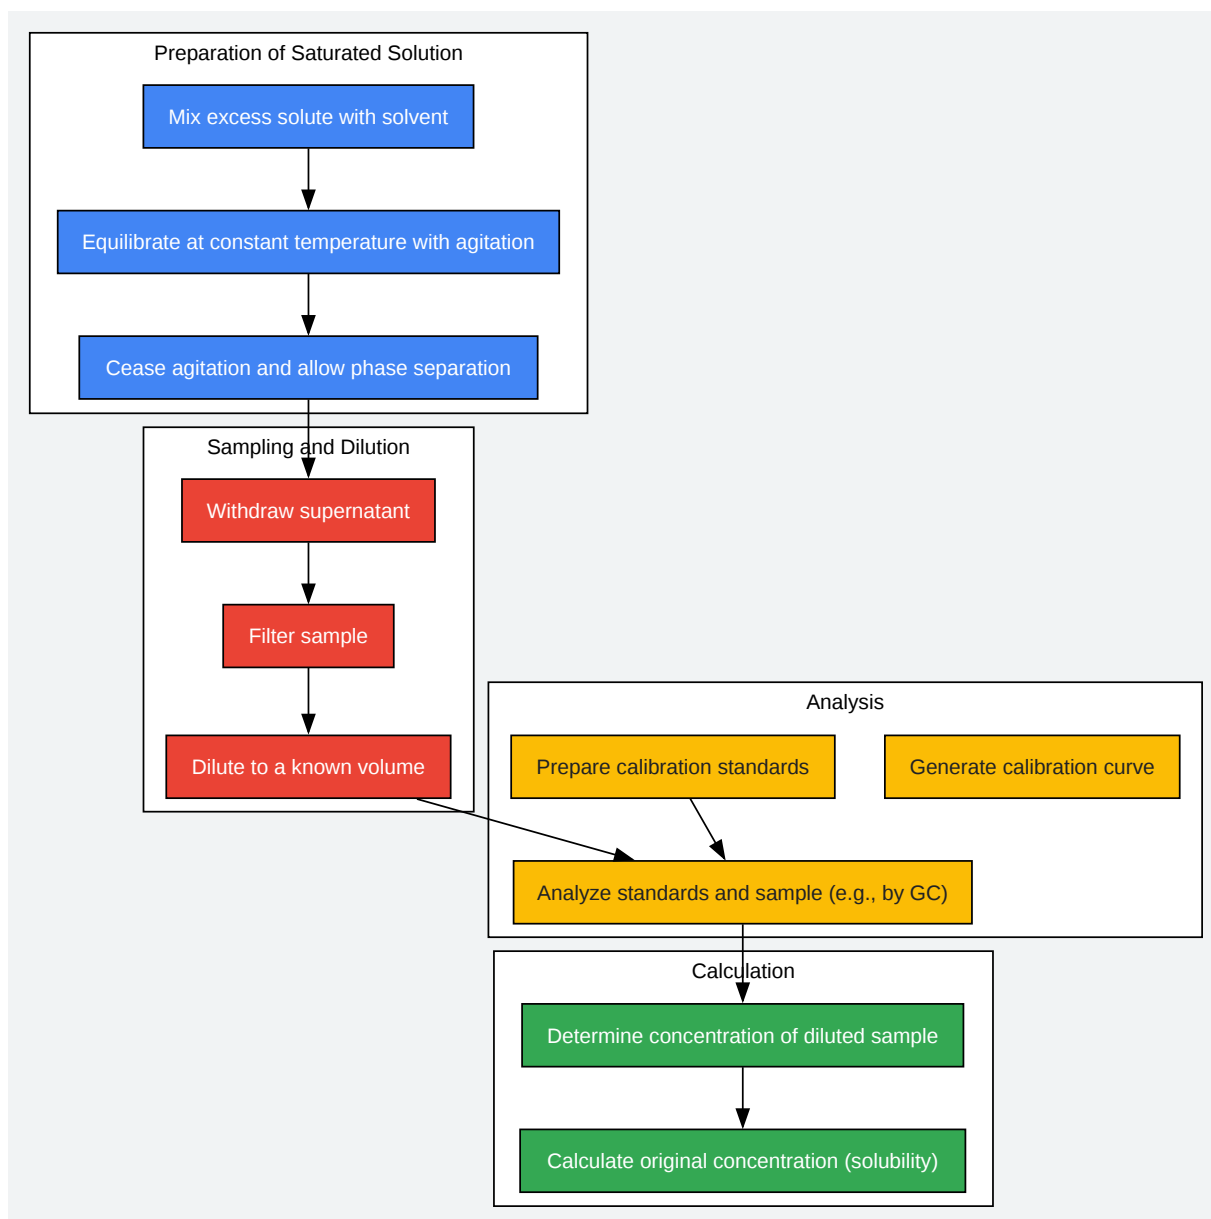 Preparation of Saturated Solution
Mix excess solute with solvent
Equilibrate at constant temperature with agitation
Cease agitation and allow phase separation
Sampling and Dilution
Withdraw supernatant
Filter sample
Dilute to a known volume
Analysis
Prepare calibration standards
Generate calibration curve
Analyze standards and sample (e.g., by GC)
Calculation
Determine concentration of diluted sample
Calculate original concentration (solubility)